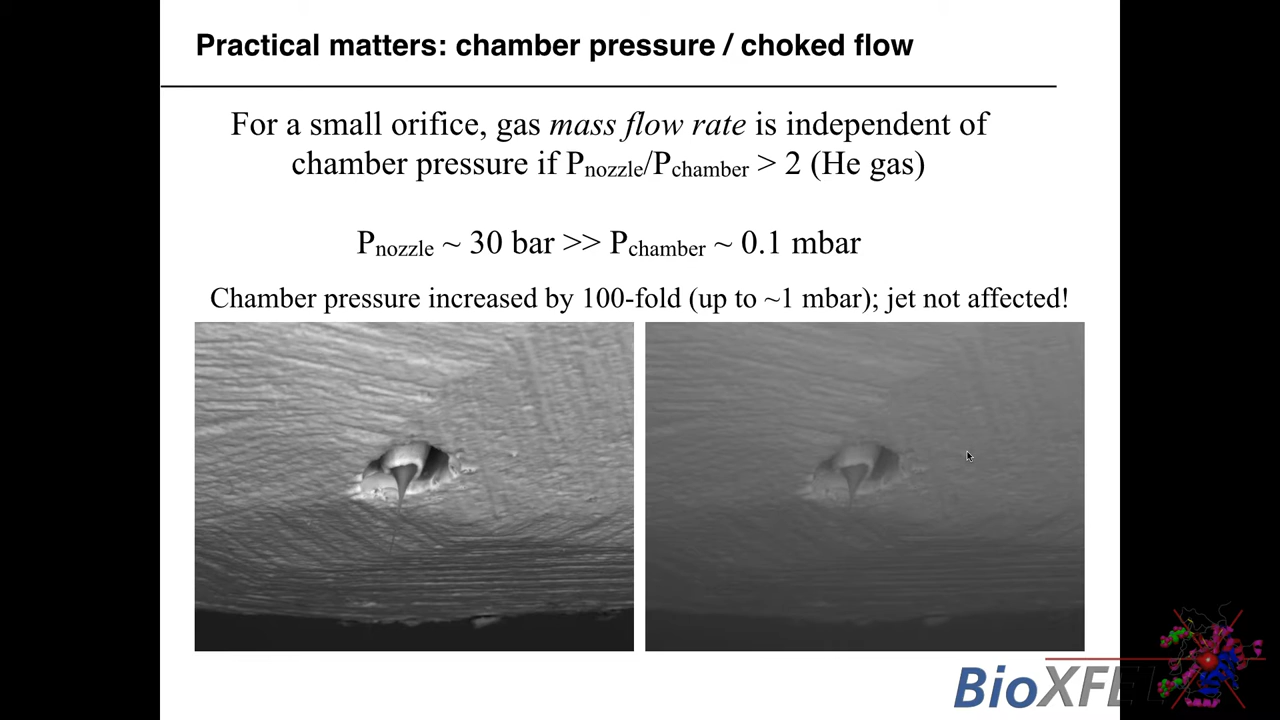 Practical matters: chamber pressure / choked flow
For a small orifice, gas mass flow rate is independent of
chamber pressure if Pnozzle/Pchamber > 2 (He gas)
Pnozzle ~ 30 bar >> Pchamber ~ 0.1 mbar
Chamber pressure increased by 100-fold (up to ~1 mbar); jet not affected!
BioXFEL